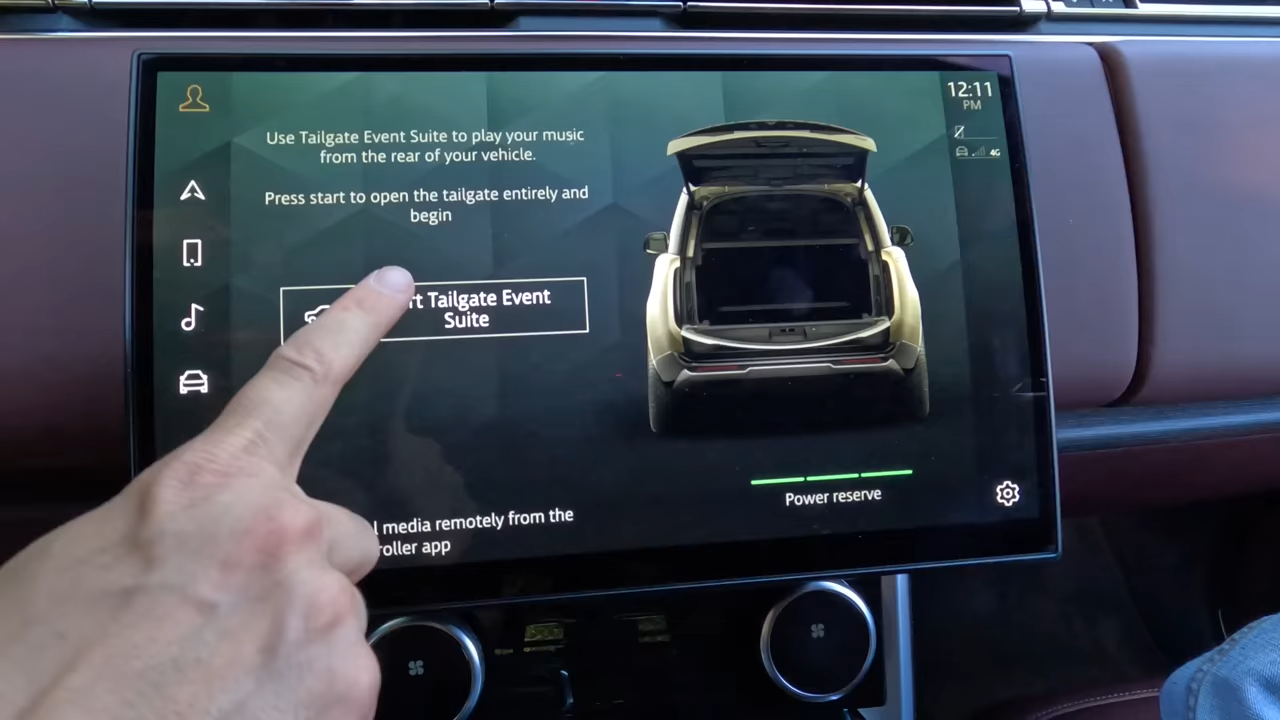 12:11
PM
4G
Use Tailgate Event Suite to play your music
from the rear of your vehicle.
Press start to open the tailgate entirely and
begin
rt Tailgate Event
Suite
Power reserve
l media remotely from the
roller app